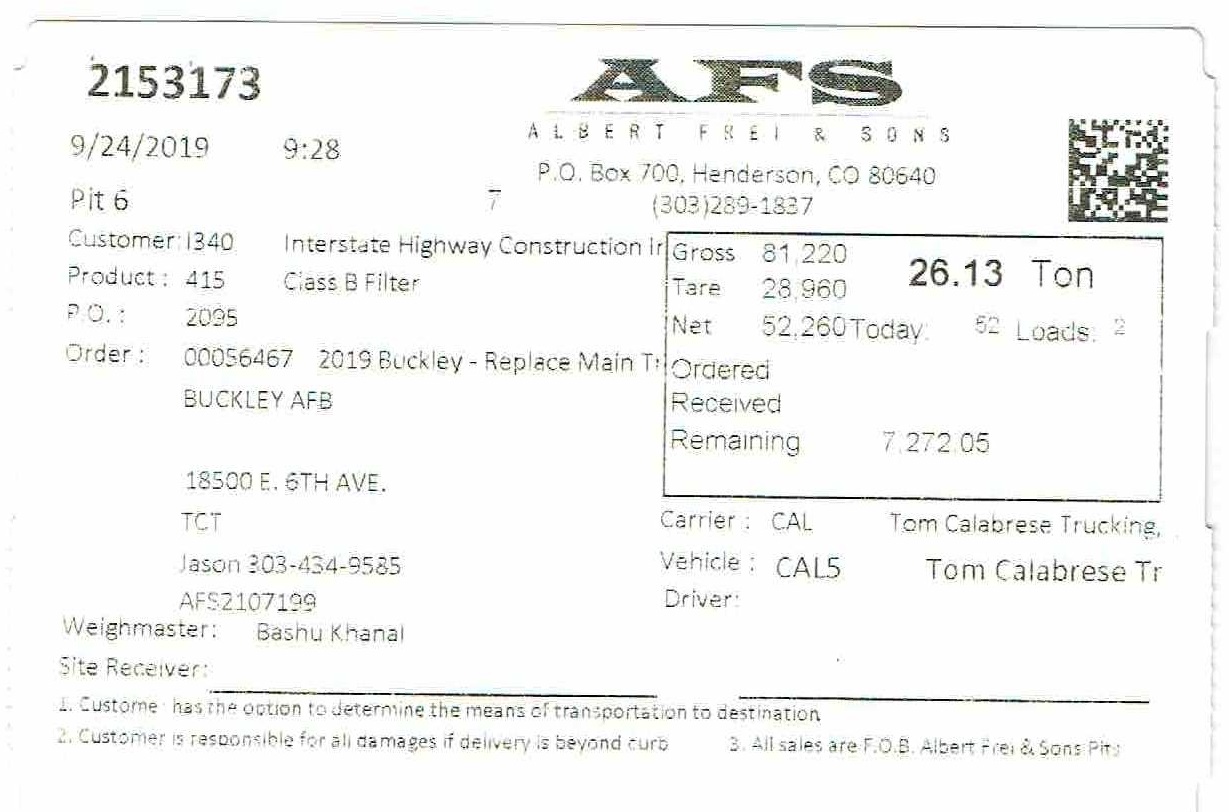 2153173
AFS
ALBERT FREI & SONS
9/24/2019 9:28
P.O. Box 700, Henderson, CO 80640
Pit 6 7
(303)289-1837
Customer: I340 Interstate Highway Construction Ir
Product : 415 Class B Filter
P.O. : 2095
Order : 00056467 2019 Buckley - Replace Main T
BUCKLEY AFB
18500 E. 6TH AVE.
TCT
Jason 303-434-9585
AFS2107199
Weighmaster: Bashu Khanal
Site Receiver:
Gross 81,220 26.13 Ton
Tare 28,960
Net 52,260 Today: 52 Loads: 2
Ordered
Received
Remaining 7,272.05
Carrier : CAL Tom Calabrese Trucking,
Vehicle : CAL5 Tom Calabrese Tr
Driver:
1. Customer has the option to determine the means of transportation to destination
2. Customer is responsible for all damages if delivery is beyond curb
3. All sales are F.O.B. Albert Frei & Sons Pits